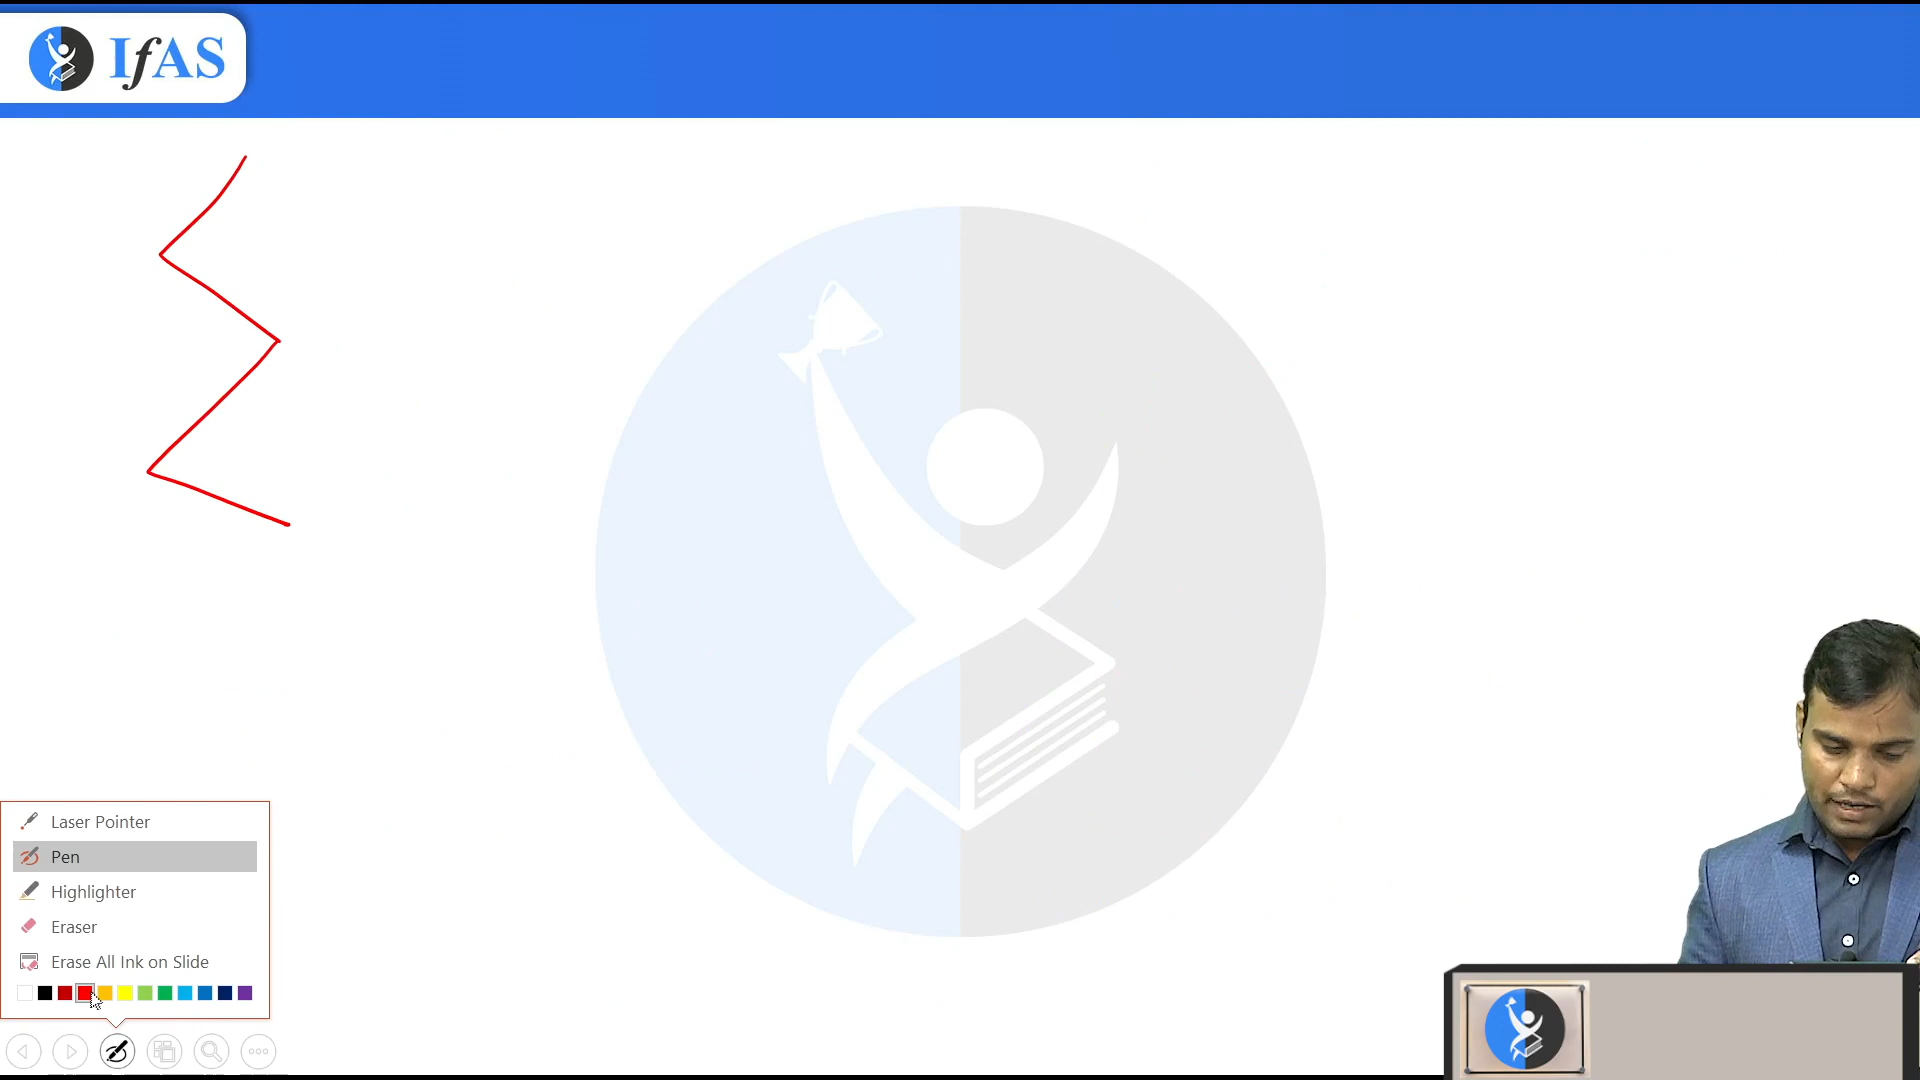 IfAS
Laser Pointer
Pen
Highlighter
Eraser
Erase All Ink on Slide